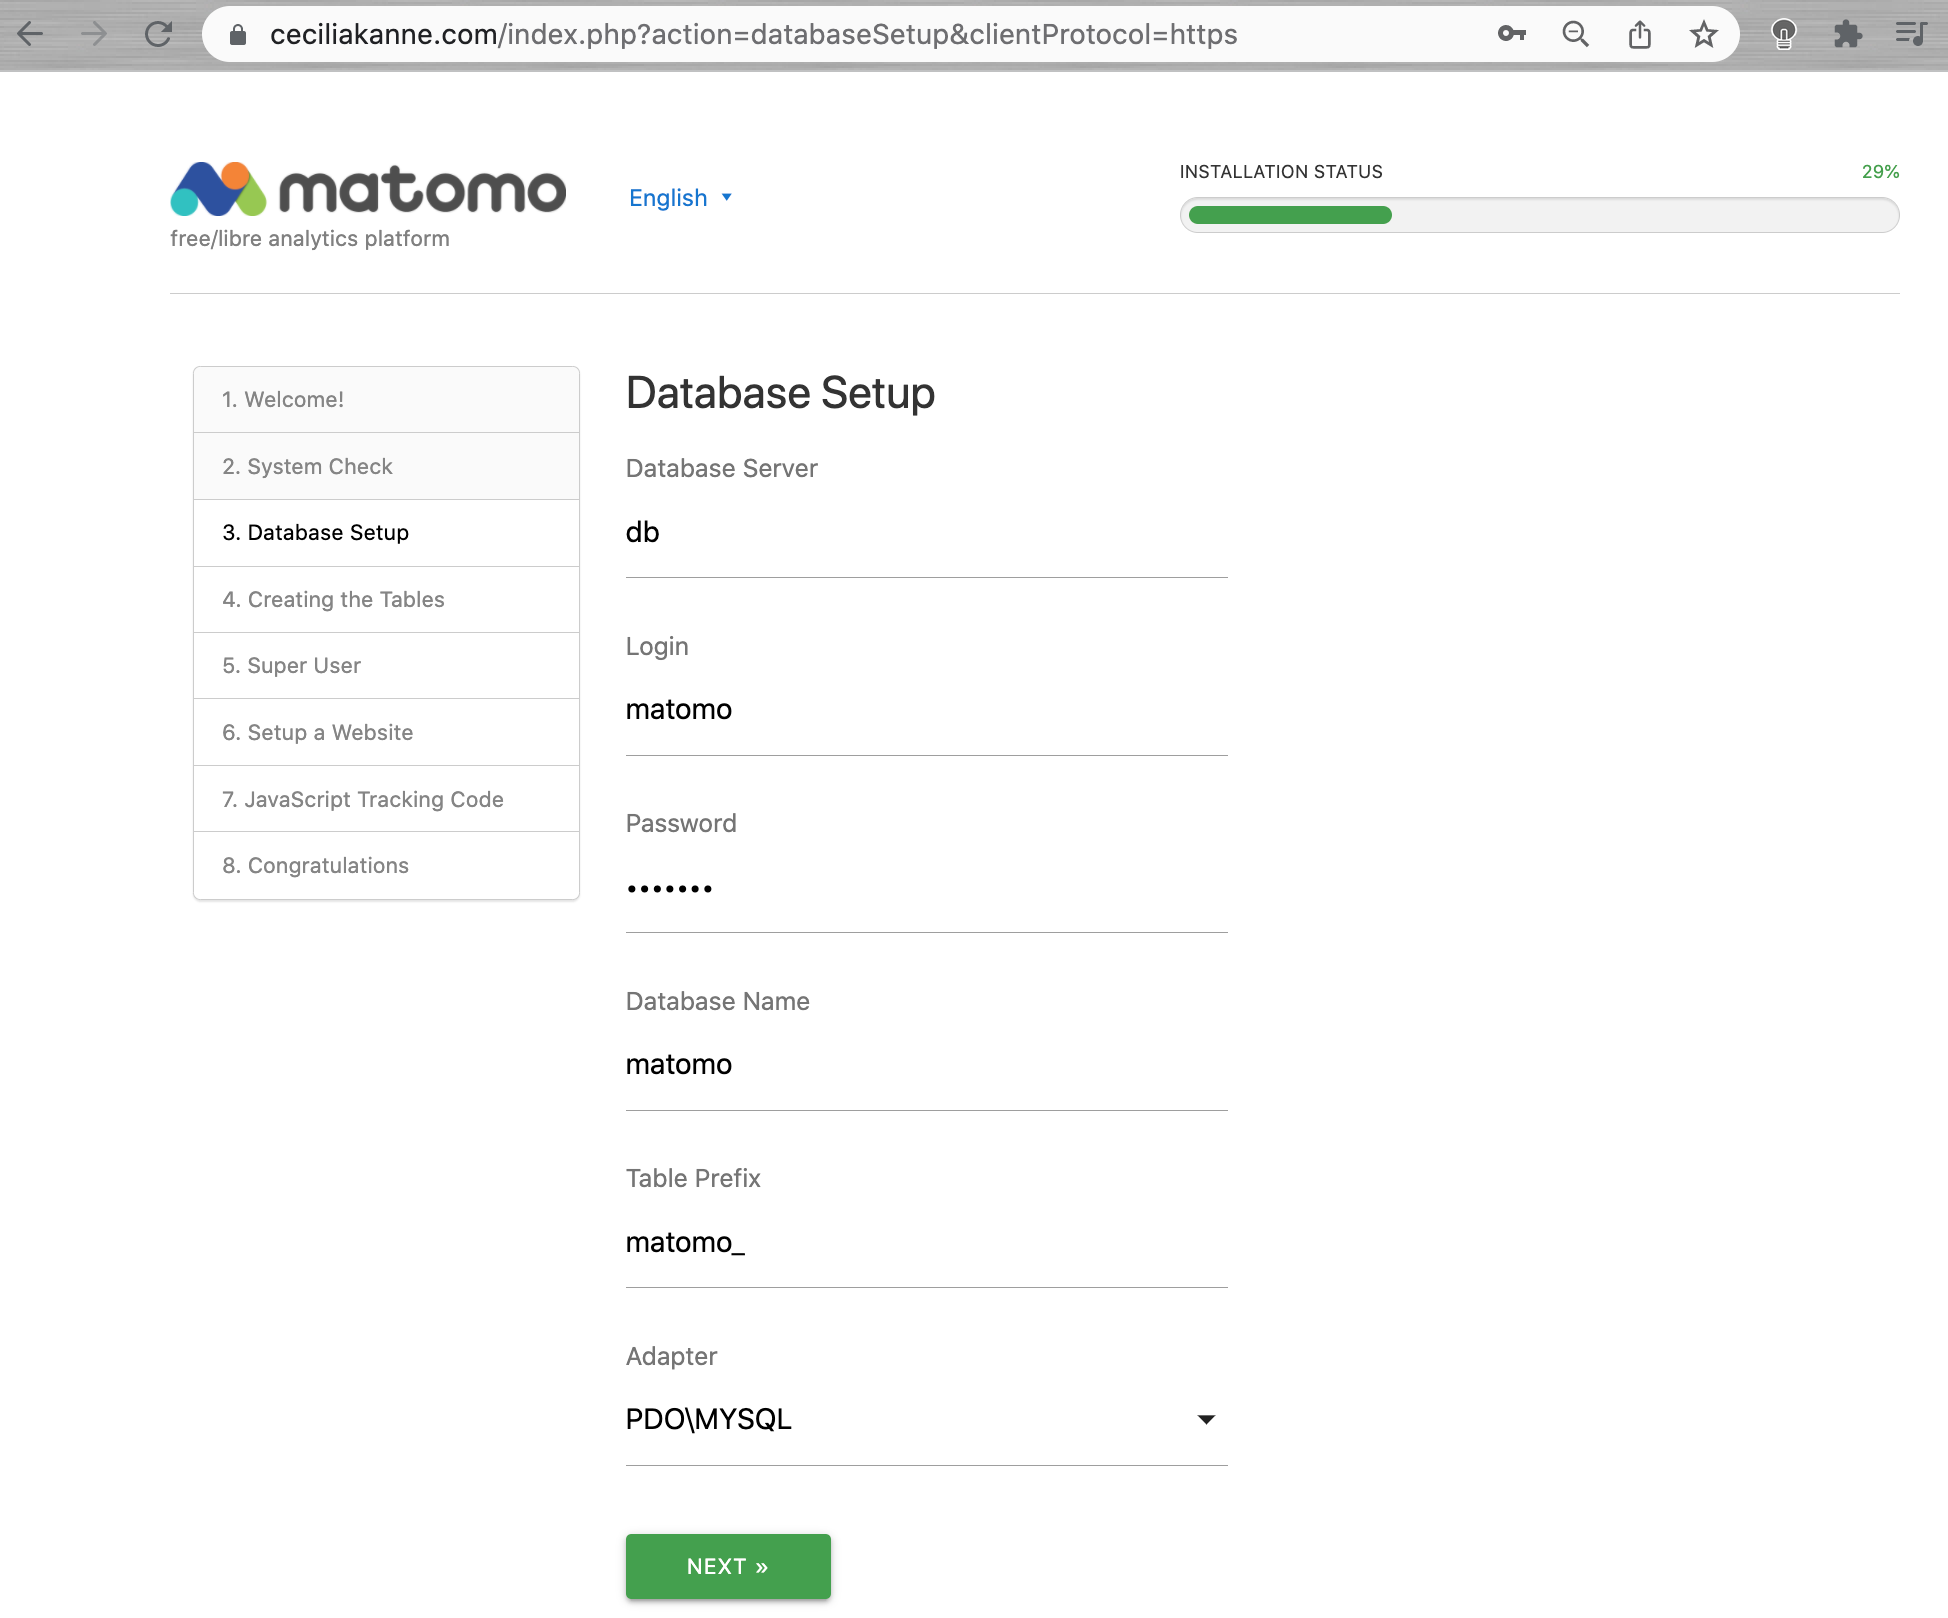 ceciliakanne.com/index.php?action=databaseSetup&clientProtocol=https
matomo
free/libre analytics platform
English
INSTALLATION STATUS
29%
1. Welcome!
2. System Check
3. Database Setup
4. Creating the Tables
5. Super User
6. Setup a Website
7. JavaScript Tracking Code
8. Congratulations
Database Setup
Database Server
db
Login
matomo
Password
•••••••
Database Name
matomo
Table Prefix
matomo_
Adapter
PDO\MYSQL
NEXT »